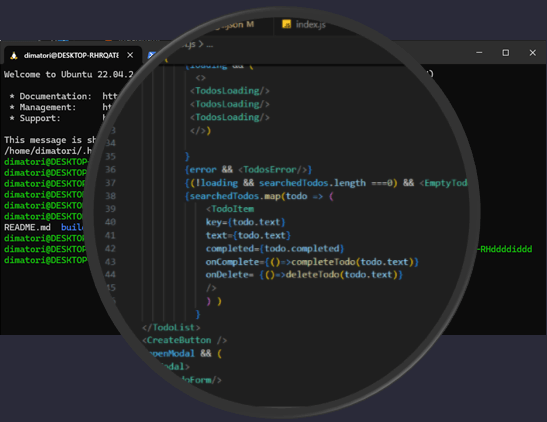 .json M
index.js
.js > ...
dimatori@DESKTOP-RHRQATE
Welcome to Ubuntu 22.04.2
* Documentation: htt
* Management: ht
* Support: h
This message is sh
/home/dimatori/.h
dimatori@DESKTOP-
dimatori@DESKTOP
dimatori@DESKTOP
dimatori@DESKTOP
dimatori@DESKTOP
dimatori@DESKTOP
README.md buil
dimatori@DESKTOP
dimatori@DESKTOP-
dimatori@DESKTOP-
-RHddddiddd
{loading && (
<>
<TodosLoading/>
<TodosLoading/>
<TodosLoading/>
</>)
34
35 }
36 {error && <TodosError/>}
37 {(!loading && searchedTodos.length ===0) && <EmptyTodo
38 {searchedTodos.map(todo => (
39 <TodoItem
40 key={todo.text}
41 text={todo.text}
42 completed={todo.completed}
43 onComplete={()=>completeTodo(todo.text)}
44 onDelete= {()=>deleteTodo(todo.text)}
/>
) )
}
</TodoList>
<CreateButton />
openModal && (
odal>
doForm/>